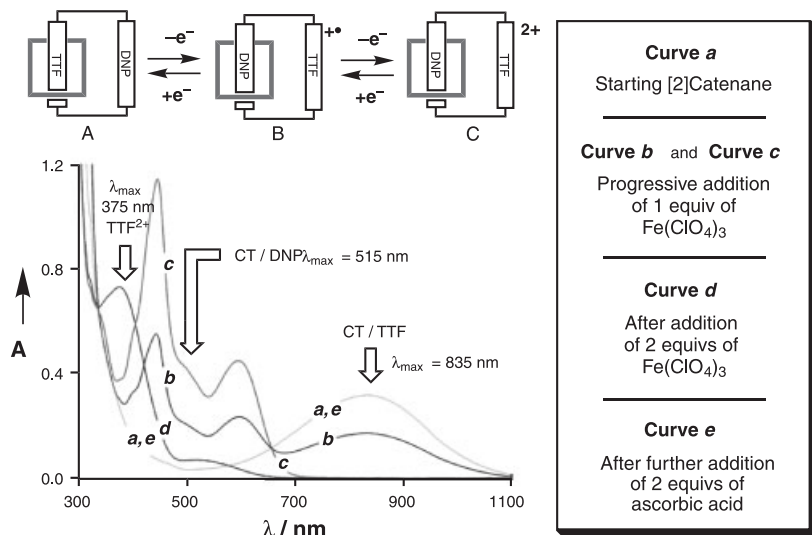 –e⁻
+e⁻
–e⁻
+e⁻
TTF
DNP
DNP
TTF
+•
DNP
TTF
2+
A
B
C
1.2
0.8
0.4
0.0
A
λmax
375 nm
TTF2+
CT / DNPλmax = 515 nm
CT / TTF
λmax = 835 nm
c
b
d
a,e
a,e
b
c
300
500
700
900
1100
λ / nm
Curve a
Starting [2]Catenane
Curve b and Curve c
Progressive addition
of 1 equiv of
Fe(ClO4)3
Curve d
After addition
of 2 equivs of
Fe(ClO4)3
Curve e
After further addition
of 2 equivs of
ascorbic acid